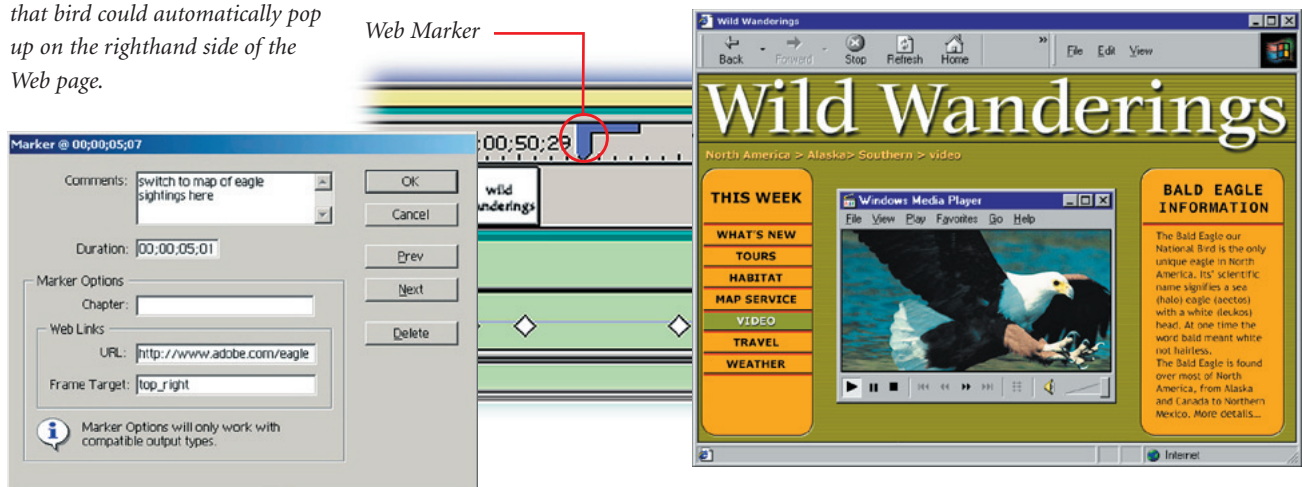 that bird could automatically pop
up on the righthand side of the
Web page.
Web Marker
Marker @ 00;00;05;07
Comments:
switch to map of eagle
sightings here
Duration: 00;00;05;01
Marker Options
Chapter:
Web Links
URL: http://www.adobe.com/eagle
Frame Target: top_right
Marker Options will only work with
compatible output types.
OK
Cancel
Prev
Next
Delete
:00;50;29
wild
anderings
Wild Wanderings
Back
Forward
Stop
Refresh
Home
»
File Edit View
Wild Wanderings
North America > Alaska> Southern > video
THIS WEEK
WHAT'S NEW
TOURS
HABITAT
MAP SERVICE
VIDEO
TRAVEL
WEATHER
Windows Media Player
File View Play Favorites Go Help
BALD EAGLE
INFORMATION
The Bald Eagle our
National Bird is the only
unique eagle in North
America. Its' scientific
name signifies a sea
(halo) eagle (aeetos)
with a white (leukos)
head. At one time the
word bald meant white
not hairless.
The Bald Eagle is found
over most of North
America, from Alaska
and Canada to Northern
Mexico. More details...
Internet